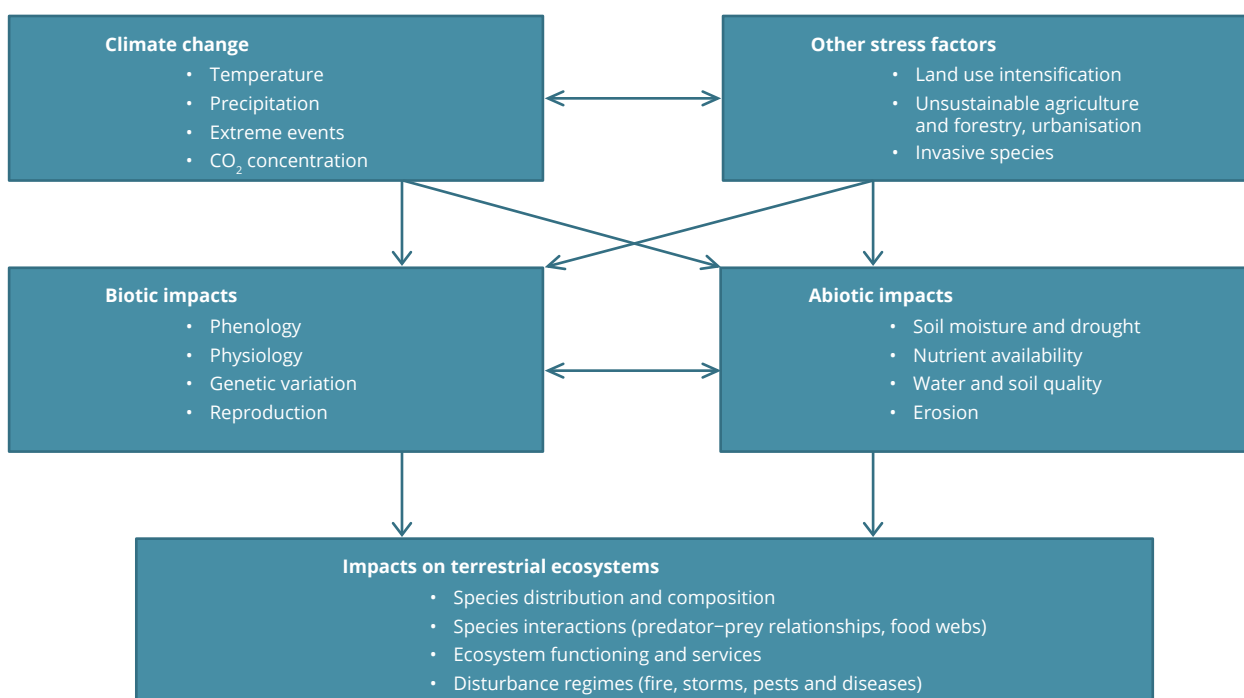 Climate change
• Temperature
• Precipitation
• Extreme events
• CO₂ concentration
Other stress factors
• Land use intensification
• Unsustainable agriculture
and forestry, urbanisation
• Invasive species
Biotic impacts
• Phenology
• Physiology
• Genetic variation
• Reproduction
Abiotic impacts
• Soil moisture and drought
• Nutrient availability
• Water and soil quality
• Erosion
Impacts on terrestrial ecosystems
• Species distribution and composition
• Species interactions (predator−prey relationships, food webs)
• Ecosystem functioning and services
• Disturbance regimes (fire, storms, pests and diseases)